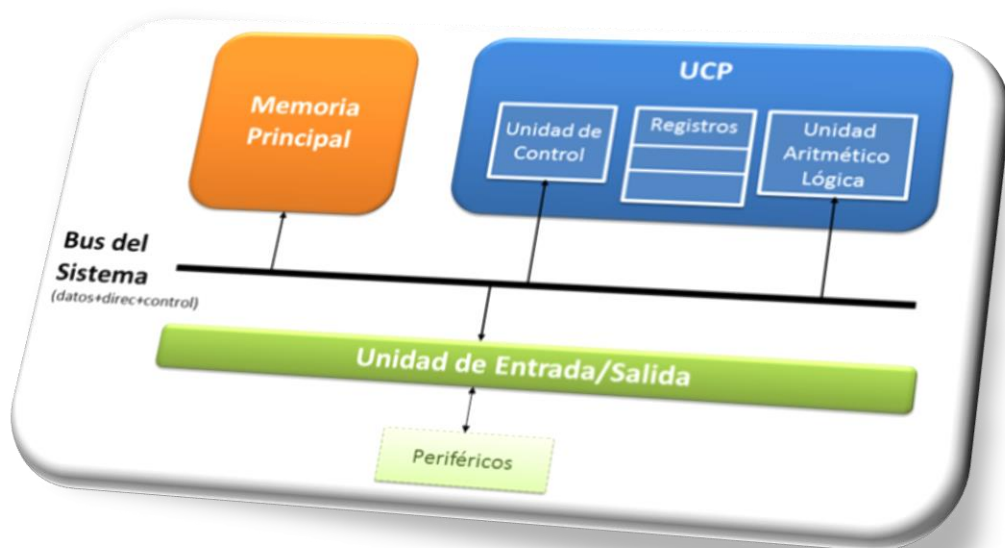 Memoria
Principal
UCP
Unidad de
Control
Registros
Unidad
Aritmético
Lógica
Bus del
Sistema
(datos+direc+control)
Unidad de Entrada/Salida
Periféricos